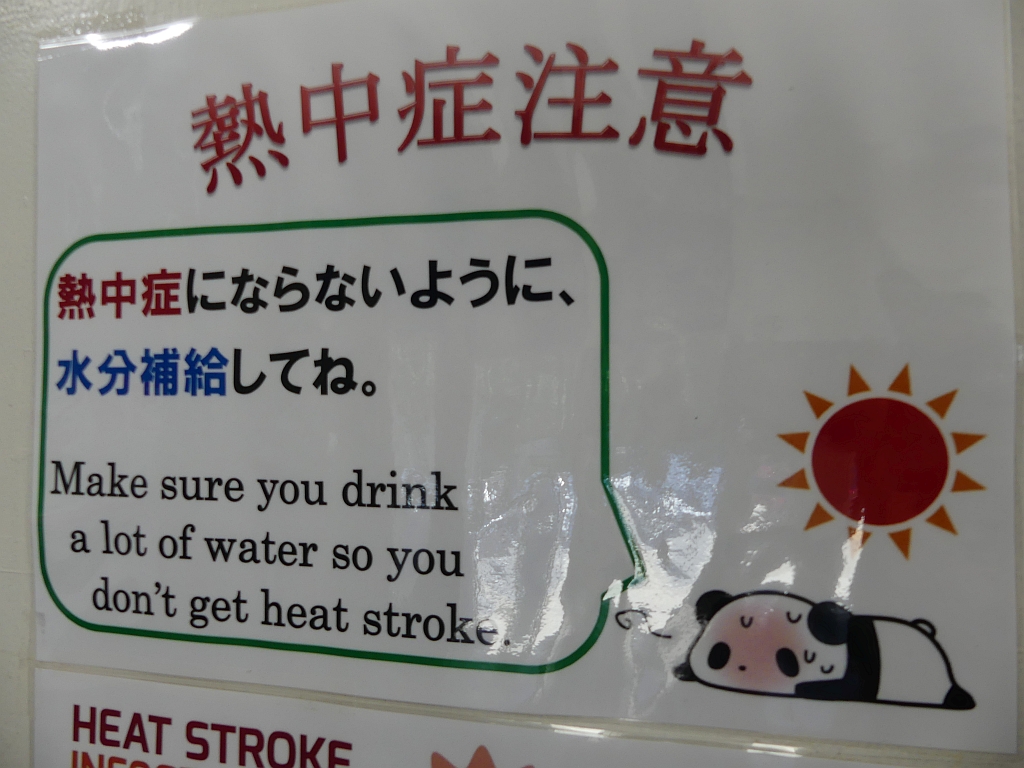 熱中症注意
熱中症にならないように、
水分補給してね。
Make sure you drink
a lot of water so you
don't get heat stroke.
HEAT STROKE